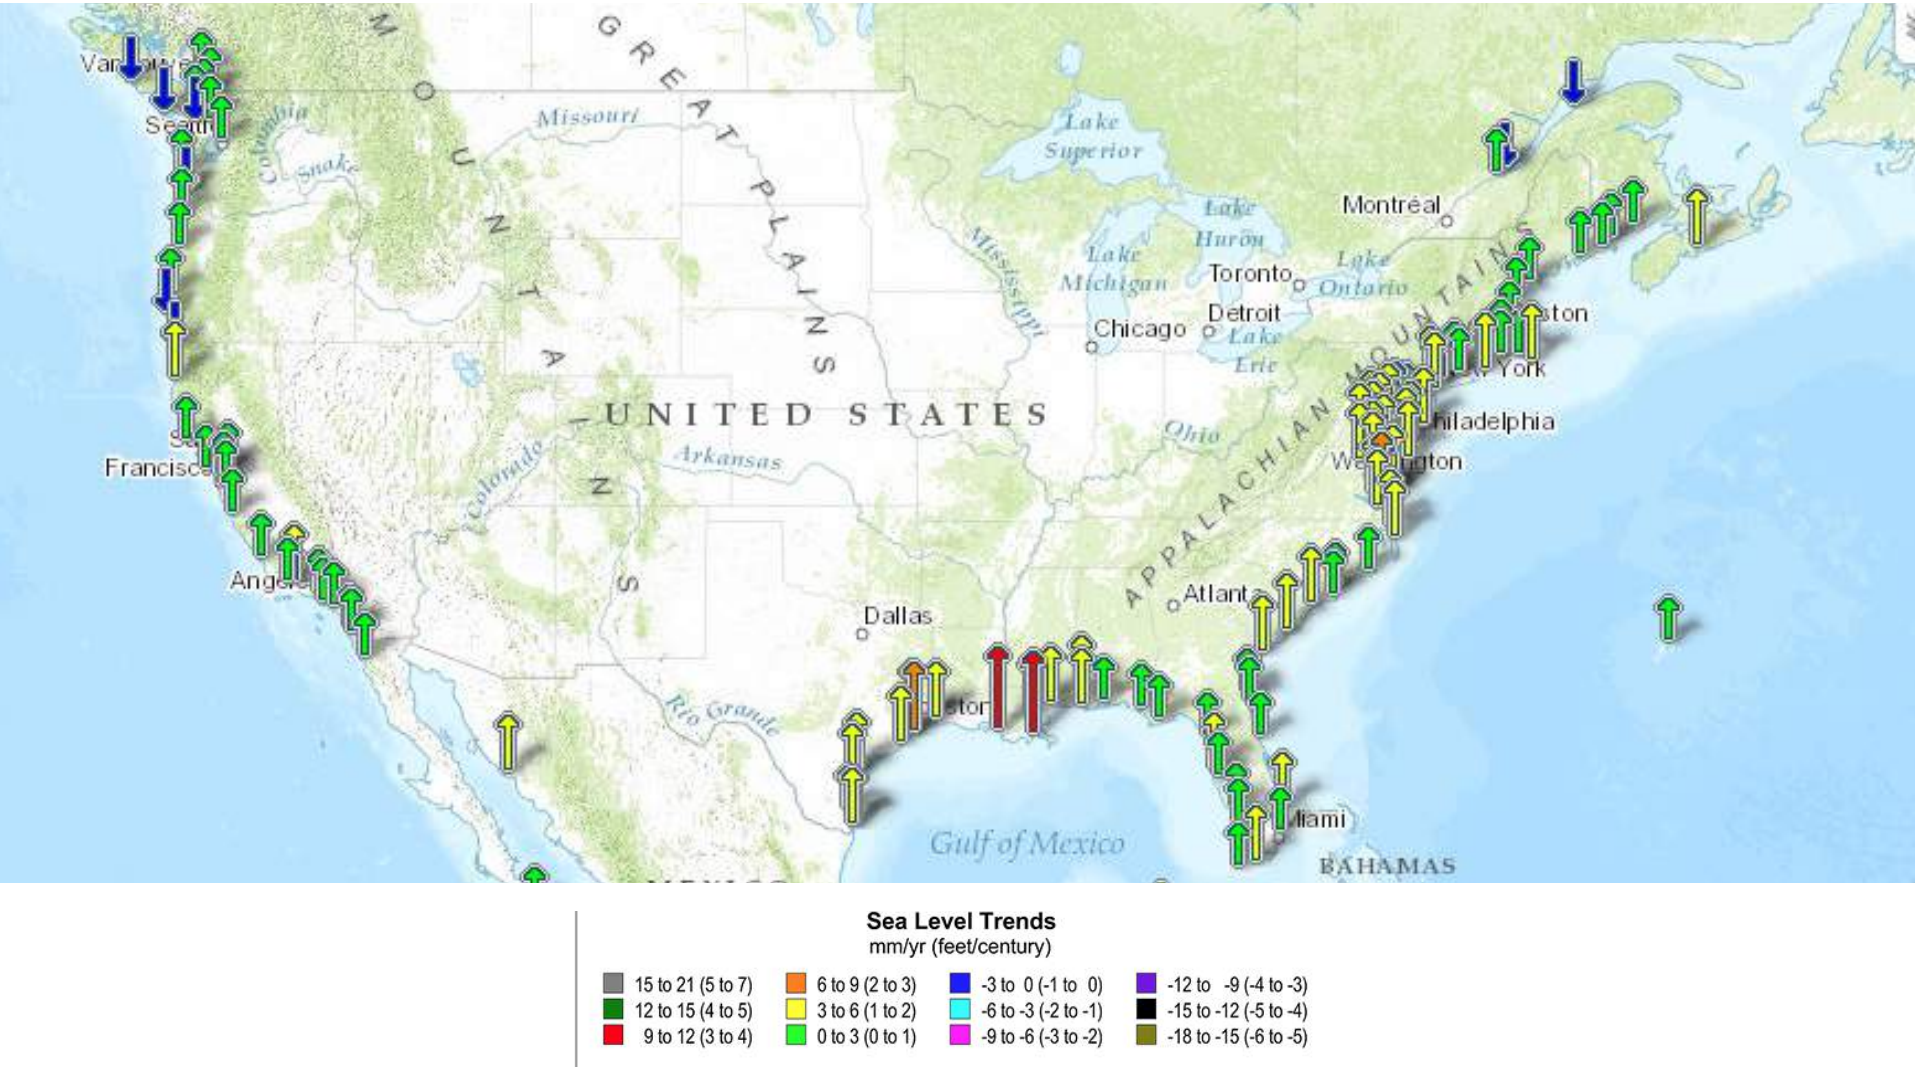 GREAT PLAINS
MOUNTAINS
Columbia
Snake
Missouri
Lake
Superior
Mississippi
Lake
Michigan
Lake
Huron
Montréal
Toronto
Lake
Ontario
Detroit
Lake
Erie
Chicago
APPALACHIAN MOUNTAINS
UNITED STATES
Colorado
Arkansas
Ohio
Francisc
Dallas
Atlanta
ston
York
hiladelphia
Rio Grande
ston
Gulf of Mexico
Miami
BAHAMAS
Sea Level Trends
mm/yr (feet/century)
15 to 21 (5 to 7)
12 to 15 (4 to 5)
9 to 12 (3 to 4)
6 to 9 (2 to 3)
3 to 6 (1 to 2)
0 to 3 (0 to 1)
-3 to 0 (-1 to 0)
-6 to -3 (-2 to -1)
-9 to -6 (-3 to -2)
-12 to -9 (-4 to -3)
-15 to -12 (-5 to -4)
-18 to -15 (-6 to -5)